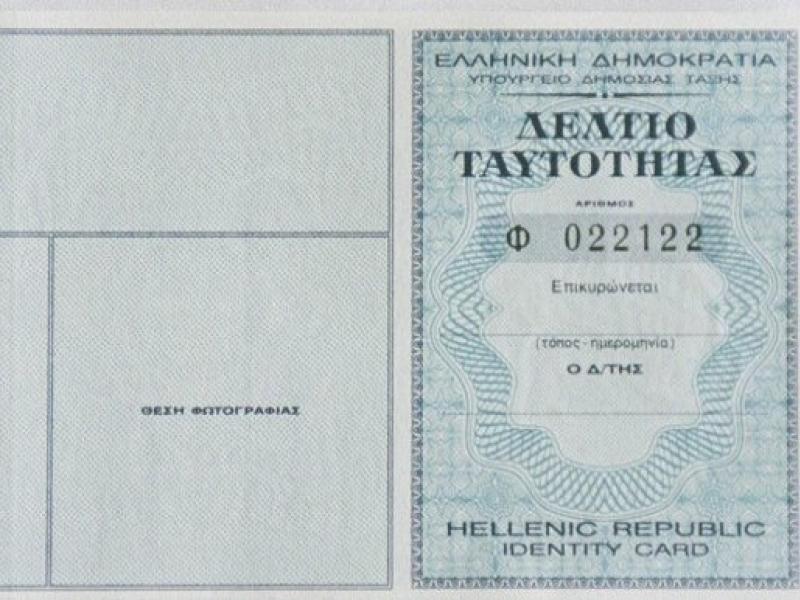 ΕΛΛΗΝΙΚΗ ΔΗΜΟΚΡΑΤΙΑ
ΥΠΟΥΡΓΕΙΟ ΔΗΜΟΣΙΑΣ ΤΑΞΗΣ
ΔΕΛΤΙΟ
ΤΑΥΤΟΤΗΤΑΣ
ΑΡΙΘΜΟΣ
Φ 022122
Επικυρώνεται
(τόπος - ημερομηνία)
Ο Δ/ΤΗΣ
ΘΕΣΗ ΦΩΤΟΓΡΑΦΙΑΣ
HELLENIC REPUBLIC
IDENTITY CARD